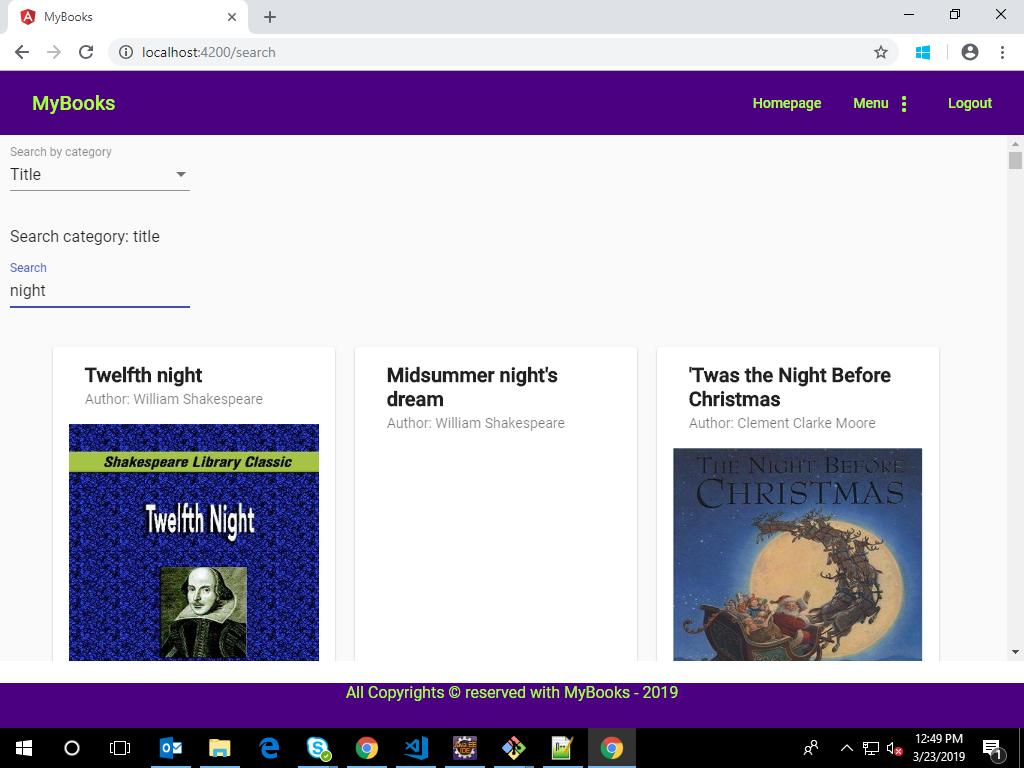 MyBooks
localhost:4200/search
MyBooks
Homepage
Menu
Logout
Search by category
Title
Search category: title
Search
night
Twelfth night
Author: William Shakespeare
Shakespeare Library Classic
Twelfth Night
Midsummer night's
dream
Author: William Shakespeare
'Twas the Night Before
Christmas
Author: Clement Clarke Moore
THE NIGHT BEFORE
CHRISTMAS
All Copyrights © reserved with MyBooks - 2019
12:49 PM
3/23/2019
1